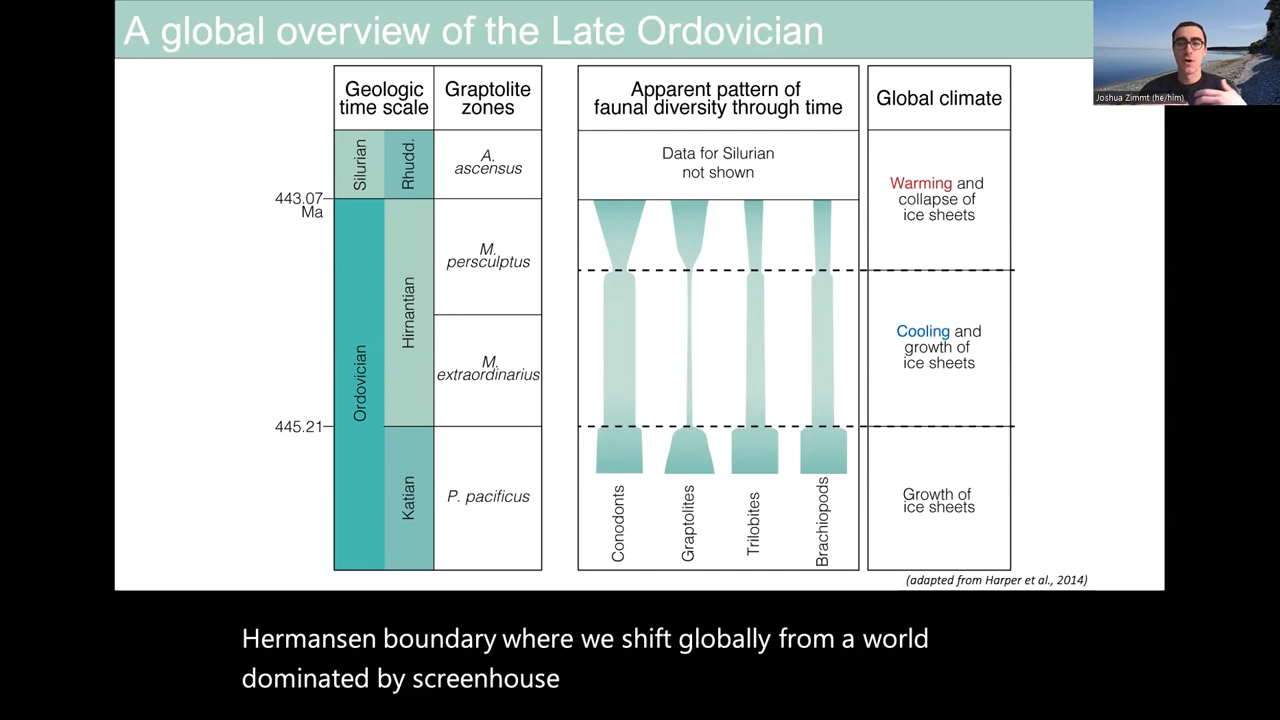 A global overview of the Late Ordovician
Joshua Zimmt (he/him)
Geologic
time scale
Graptolite
zones
Apparent pattern of
faunal diversity through time
Global climate
Silurian
Rhudd.
A.
ascensus
Data for Silurian
not shown
Warming and
collapse of
ice sheets
443.07
Ma
Ordovician
Hirnantian
M.
persculptus
M.
extraordinarius
Cooling and
growth of
ice sheets
445.21
Katian
P. pacificus
Conodonts
Graptolites
Trilobites
Brachiopods
Growth of
ice sheets
(adapted from Harper et al., 2014)
Hermansen boundary where we shift globally from a world
dominated by screenhouse